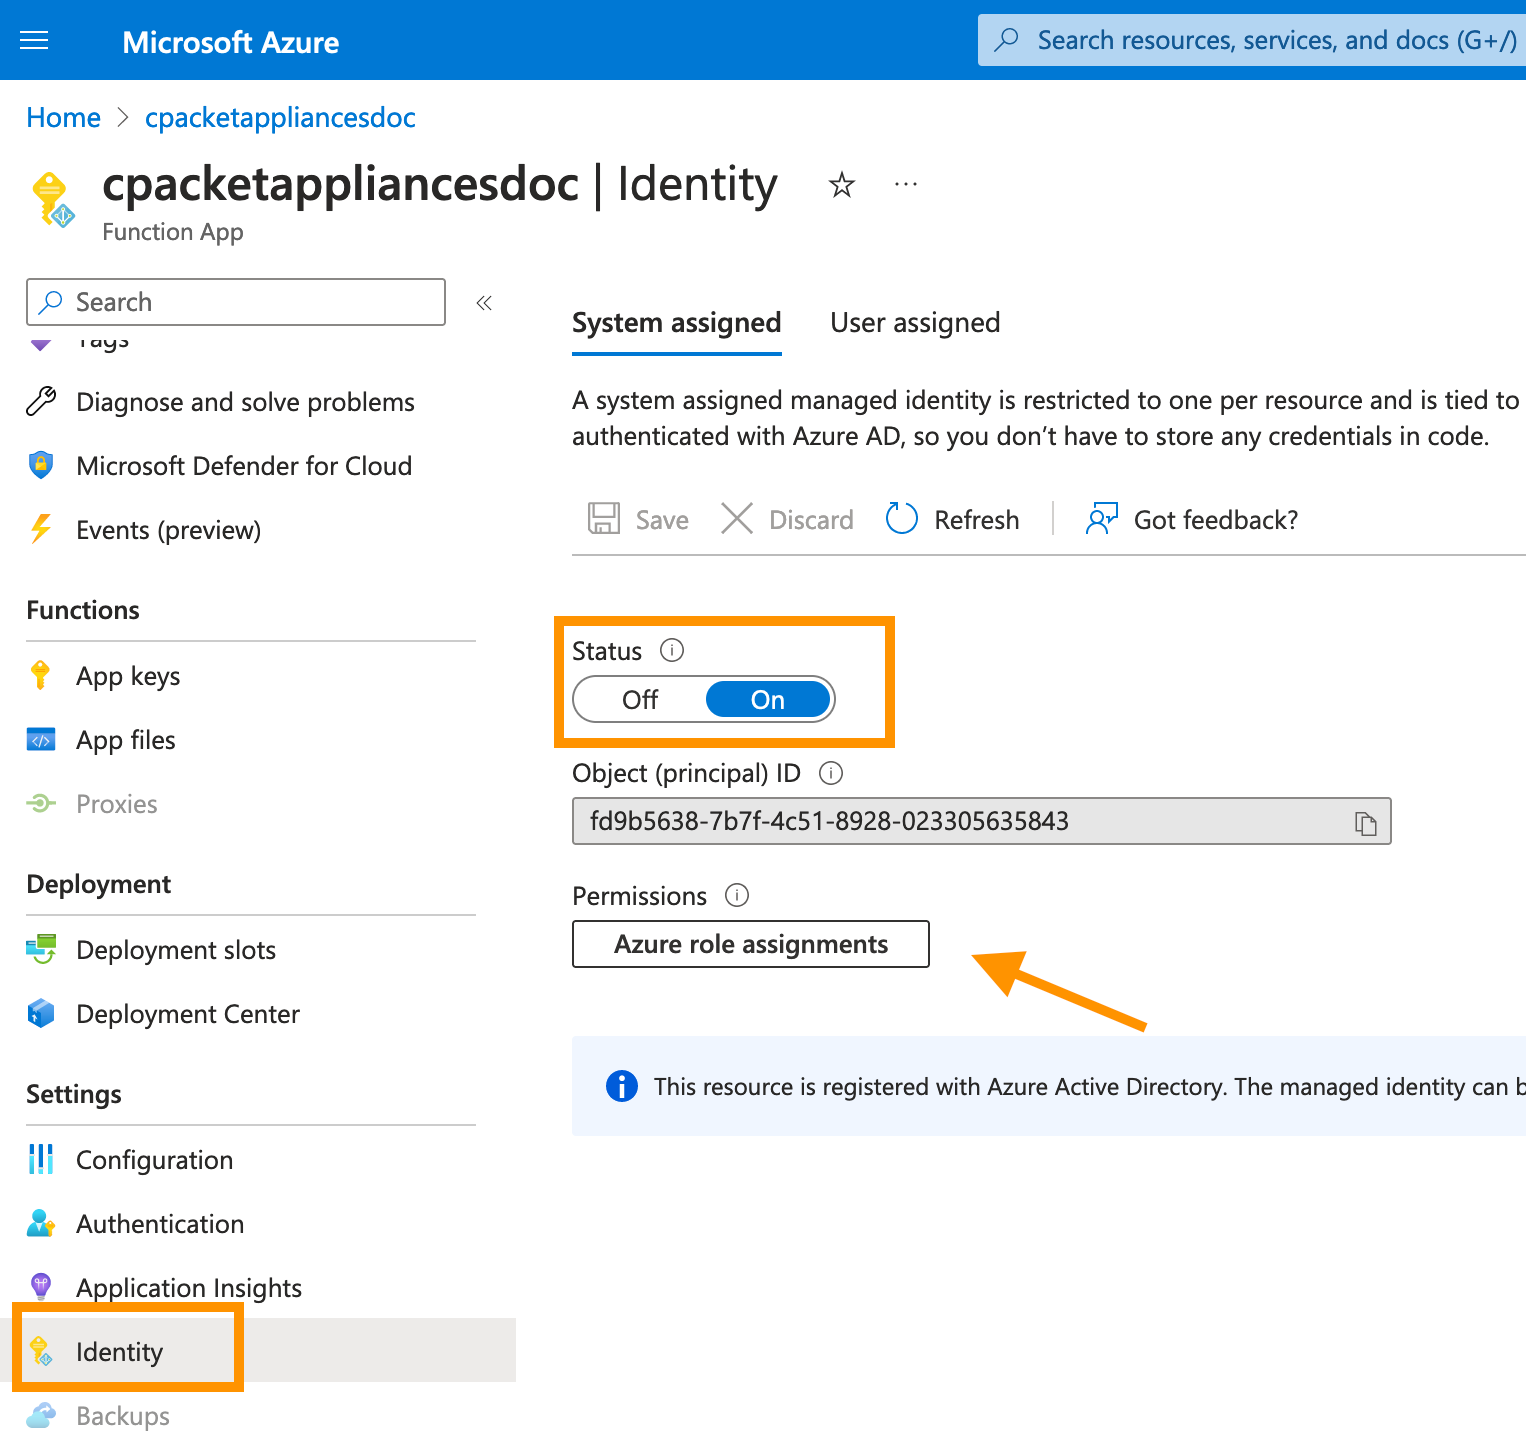 Microsoft Azure
Search resources, services, and docs (G+/)
Home > cpacketappliancesdoc
cpacketappliancesdoc | Identity
Function App
Search
Tags
Diagnose and solve problems
Microsoft Defender for Cloud
Events (preview)
Functions
App keys
App files
Proxies
Deployment
Deployment slots
Deployment Center
Settings
Configuration
Authentication
Application Insights
Identity
Backups
System assigned User assigned
A system assigned managed identity is restricted to one per resource and is tied to
authenticated with Azure AD, so you don’t have to store any credentials in code.
Save Discard Refresh Got feedback?
Status
Off On
Object (principal) ID
fd9b5638-7b7f-4c51-8928-023305635843
Permissions
Azure role assignments
This resource is registered with Azure Active Directory. The managed identity can